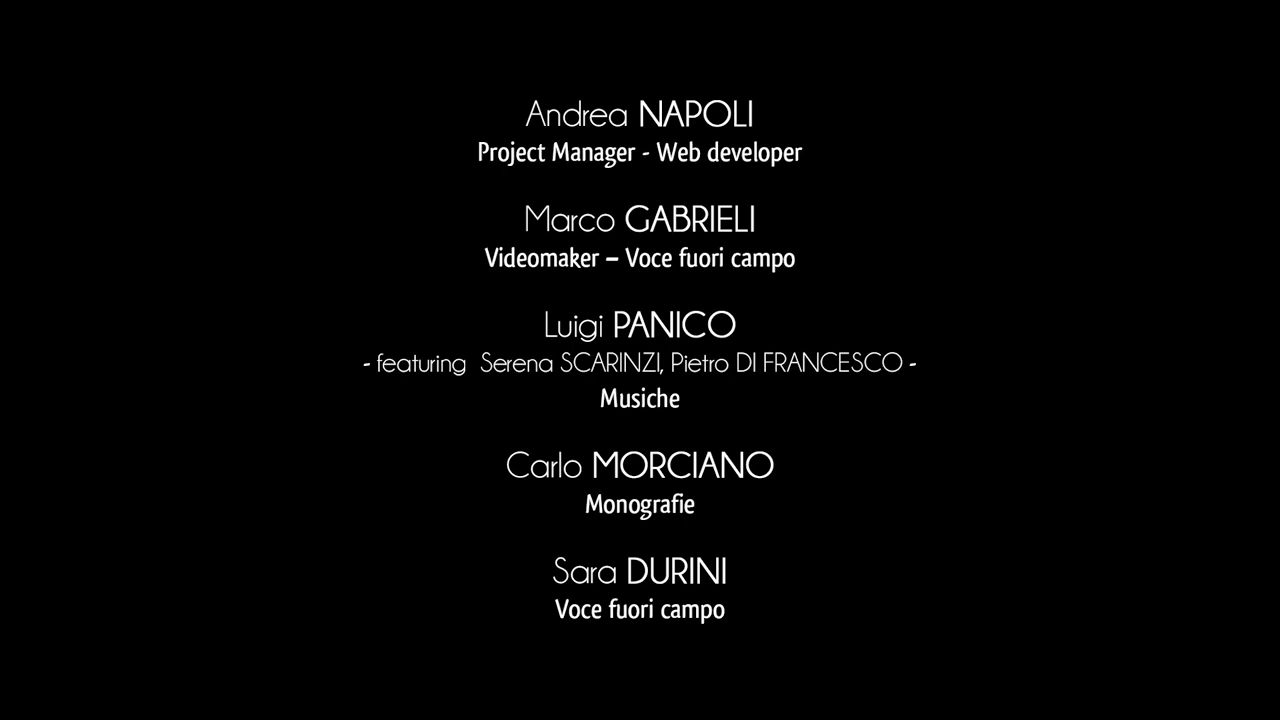 Andrea NAPOLI
Project Manager - Web developer
Marco GABRIELI
Videomaker – Voce fuori campo
Luigi PANICO
- featuring  Serena SCARINZI, Pietro DI FRANCESCO -
Musiche
Carlo MORCIANO
Monografie
Sara DURINI
Voce fuori campo